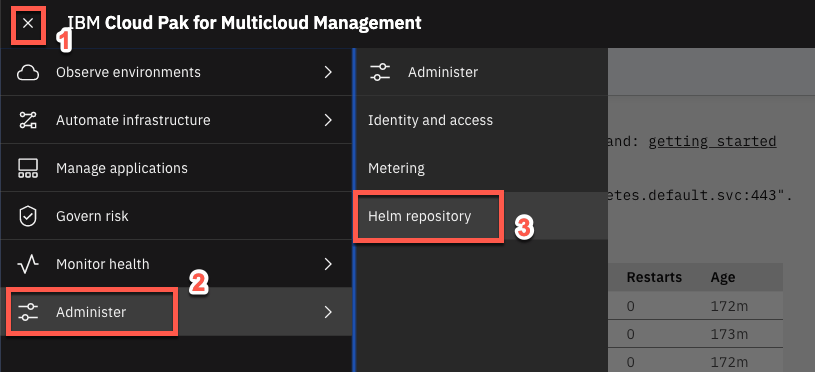 IBM Cloud Pak for Multicloud Management
1
Observe environments
Automate infrastructure
Manage applications
Govern risk
Monitor health
2
Administer
Administer
Identity and access
Metering
Helm repository
3
and: getting started
etes.default.svc:443".
Restarts Age
0 172m
0 173m
0 172m